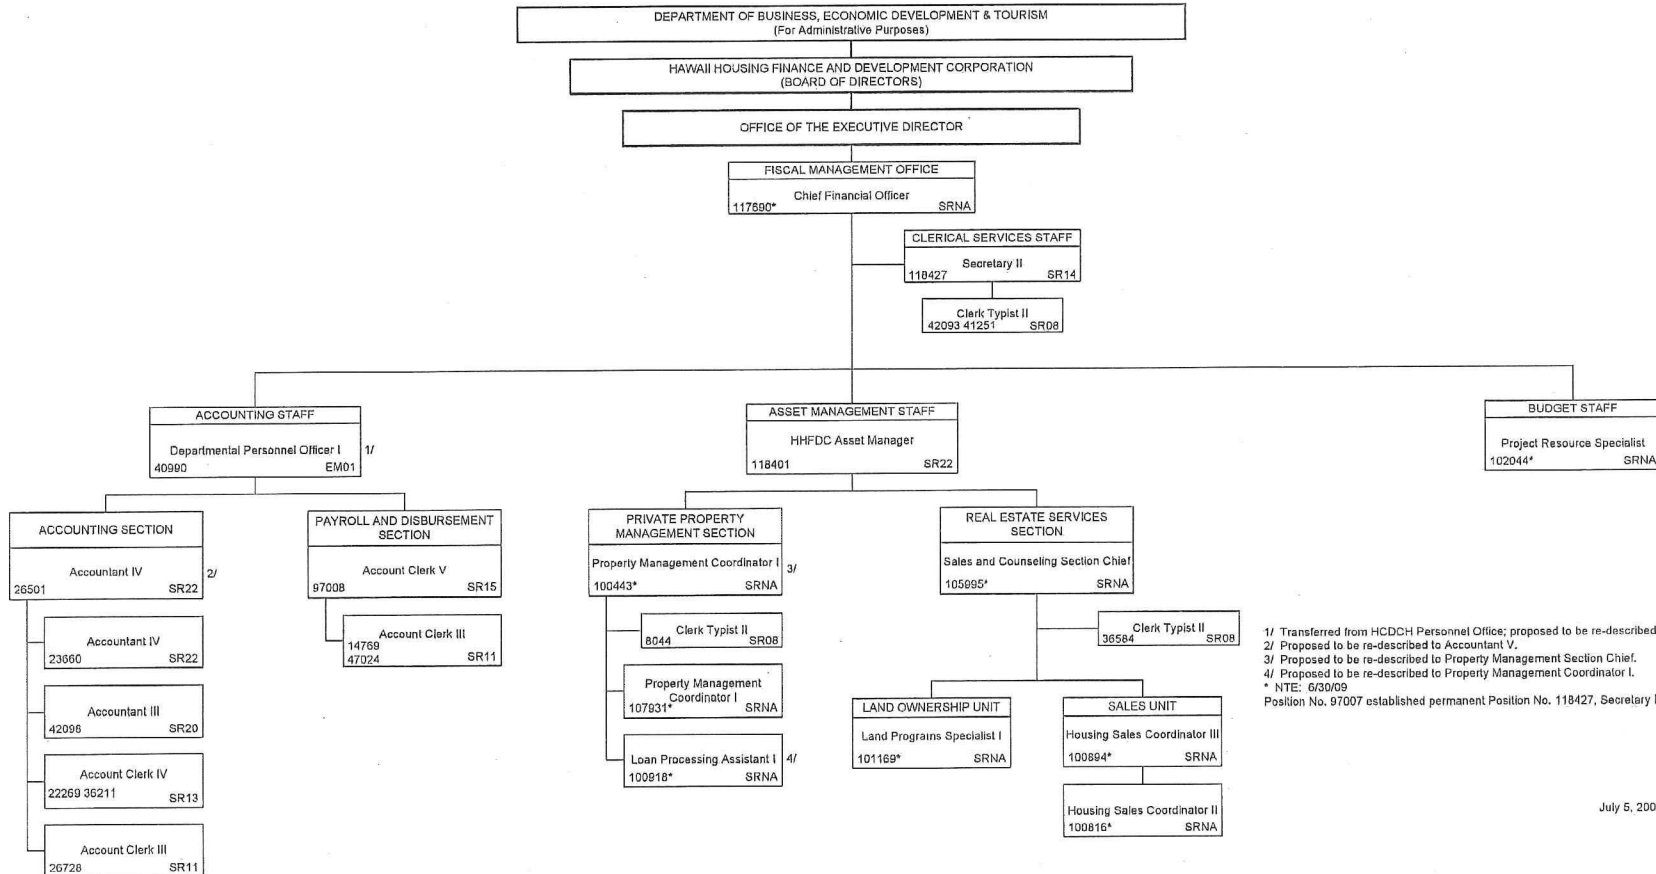 DEPARTMENT OF BUSINESS, ECONOMIC DEVELOPMENT & TOURISM
(For Administrative Purposes)
HAWAII HOUSING FINANCE AND DEVELOPMENT CORPORATION
(BOARD OF DIRECTORS)
OFFICE OF THE EXECUTIVE DIRECTOR
FISCAL MANAGEMENT OFFICE
Chief Financial Officer
117690* SRNA
CLERICAL SERVICES STAFF
Secretary II
118427 SR14
Clerk Typist II
42093 41251 SR08
ACCOUNTING STAFF
Departmental Personnel Officer I 1/
40990 EM01
ASSET MANAGEMENT STAFF
HHFDC Asset Manager
118401 SR22
BUDGET STAFF
Project Resource Specialist
102044* SRNA
ACCOUNTING SECTION
Accountant IV 2/
26501 SR22
Accountant IV
23660 SR22
Accountant III
42098 SR20
Account Clerk IV
22269 36211 SR13
Account Clerk III
26728 SR11
PAYROLL AND DISBURSEMENT
SECTION
Account Clerk V
97008 SR15
Account Clerk III
14769
47024 SR11
PRIVATE PROPERTY
MANAGEMENT SECTION
Property Management Coordinator I 3/
100443* SRNA
Clerk Typist II
8044 SR08
Property Management
Coordinator I
107931* SRNA
Loan Processing Assistant I 4/
100918* SRNA
REAL ESTATE SERVICES
SECTION
Sales and Counseling Section Chief
105995* SRNA
Clerk Typist II
36584 SR08
LAND OWNERSHIP UNIT
Land Programs Specialist I
101169* SRNA
SALES UNIT
Housing Sales Coordinator III
100894* SRNA
Housing Sales Coordinator II
100816* SRNA
1/ Transferred from HCDCH Personnel Office; proposed to be re-described
2/ Proposed to be re-described to Accountant V.
3/ Proposed to be re-described to Property Management Section Chief.
4/ Proposed to be re-described to Property Management Coordinator I.
* NTE: 6/30/09
Position No. 97007 established permanent Position No. 118427, Secretary
July 5, 200